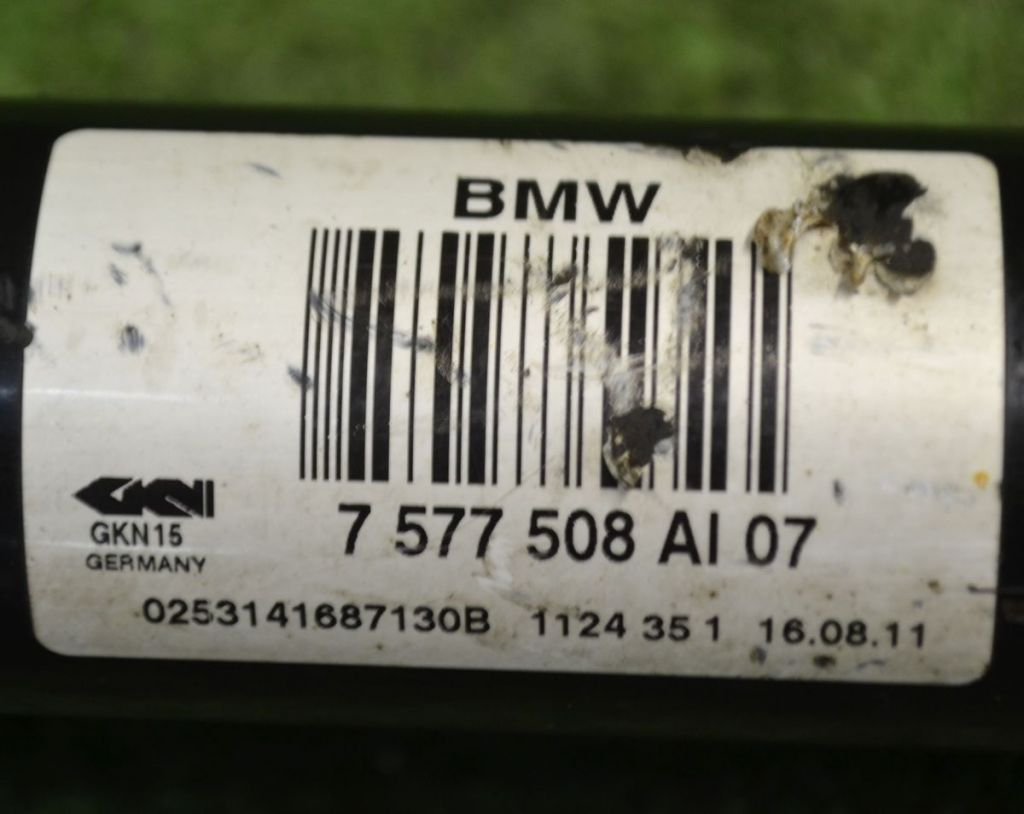 BMW
7 577 508 AI 07
GKN
GKN15
GERMANY
0253141687130B 1124 35 1 16.08.11